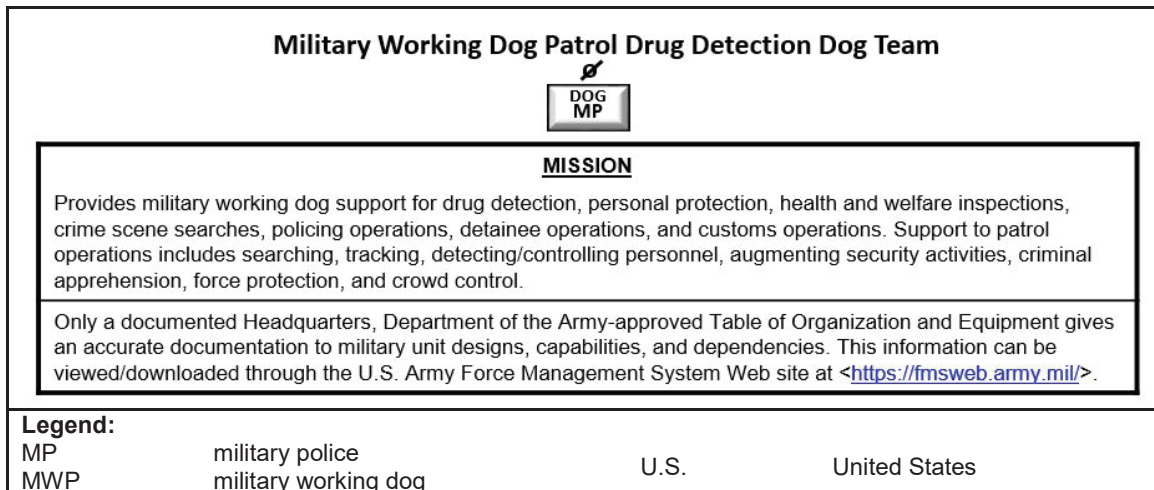 Military Working Dog Patrol Drug Detection Dog Team
DOG
MP
MISSION
Provides military working dog support for drug detection, personal protection, health and welfare inspections,
crime scene searches, policing operations, detainee operations, and customs operations. Support to patrol
operations includes searching, tracking, detecting/controlling personnel, augmenting security activities, criminal
apprehension, force protection, and crowd control.
Only a documented Headquarters, Department of the Army-approved Table of Organization and Equipment gives
an accurate documentation to military unit designs, capabilities, and dependencies. This information can be
viewed/downloaded through the U.S. Army Force Management System Web site at <https://fmsweb.army.mil/>.
Legend:
MP military police
MWP military working dog
U.S. United States